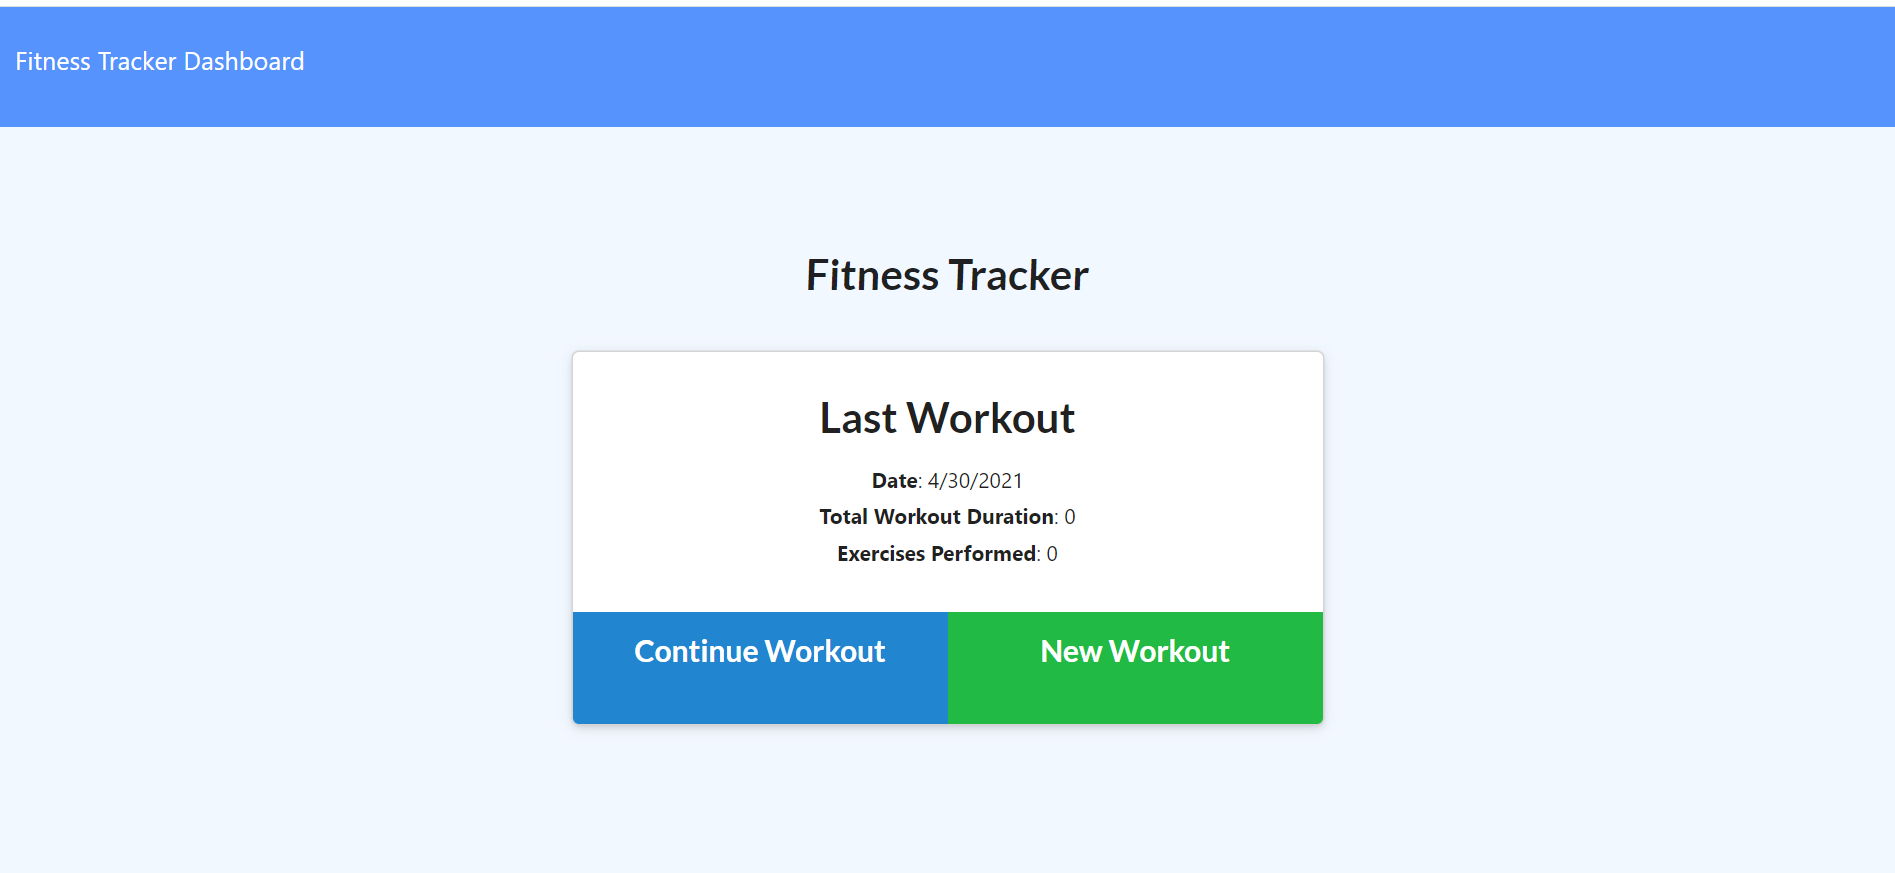 Fitness Tracker Dashboard
Fitness Tracker
Last Workout
Date: 4/30/2021
Total Workout Duration: 0
Exercises Performed: 0
Continue Workout
New Workout